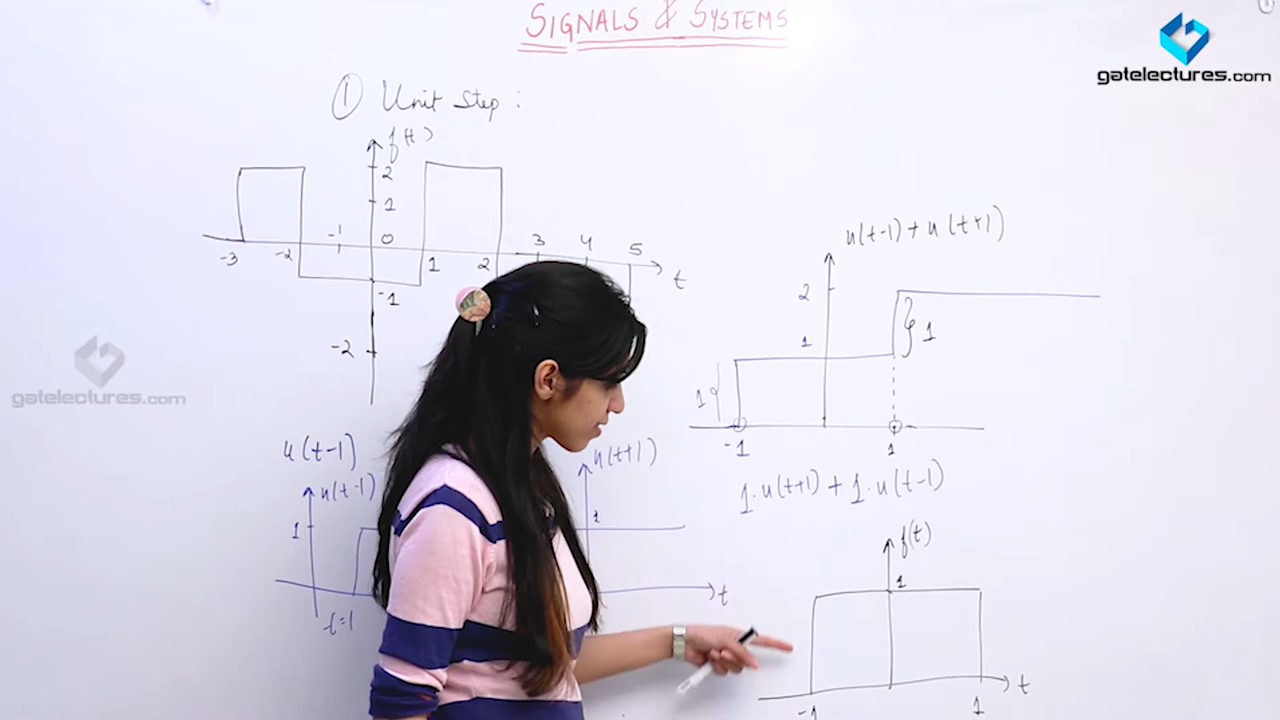 SIGNALS & SYSTEMS
gatelectures.com
① Unit Step :
f(t)
2
1
0
-3 -2 -1 1 2 3 4 5 t
-1
-2
gatelectures.com
u(t-1) + u(t+1)
2
1
1
1
-1 1
1·u(t+1) + 1·u(t-1)
u(t-1)
u(t-1)
1
t=1
u(t+1)
1
t
f(t)
1
-1 1 t